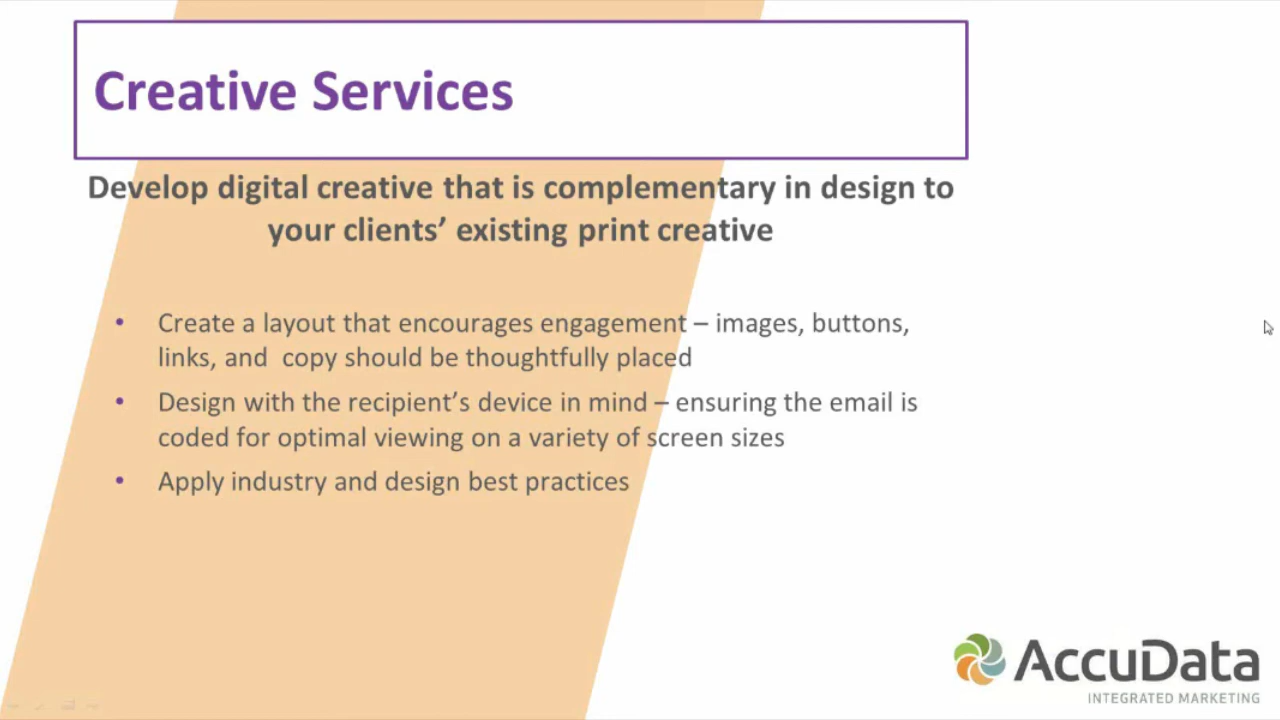 Creative Services
Develop digital creative that is complementary in design to
your clients’ existing print creative
• Create a layout that encourages engagement – images, buttons,
links, and  copy should be thoughtfully placed
• Design with the recipient’s device in mind – ensuring the email is
coded for optimal viewing on a variety of screen sizes
• Apply industry and design best practices
AccuData
INTEGRATED MARKETING